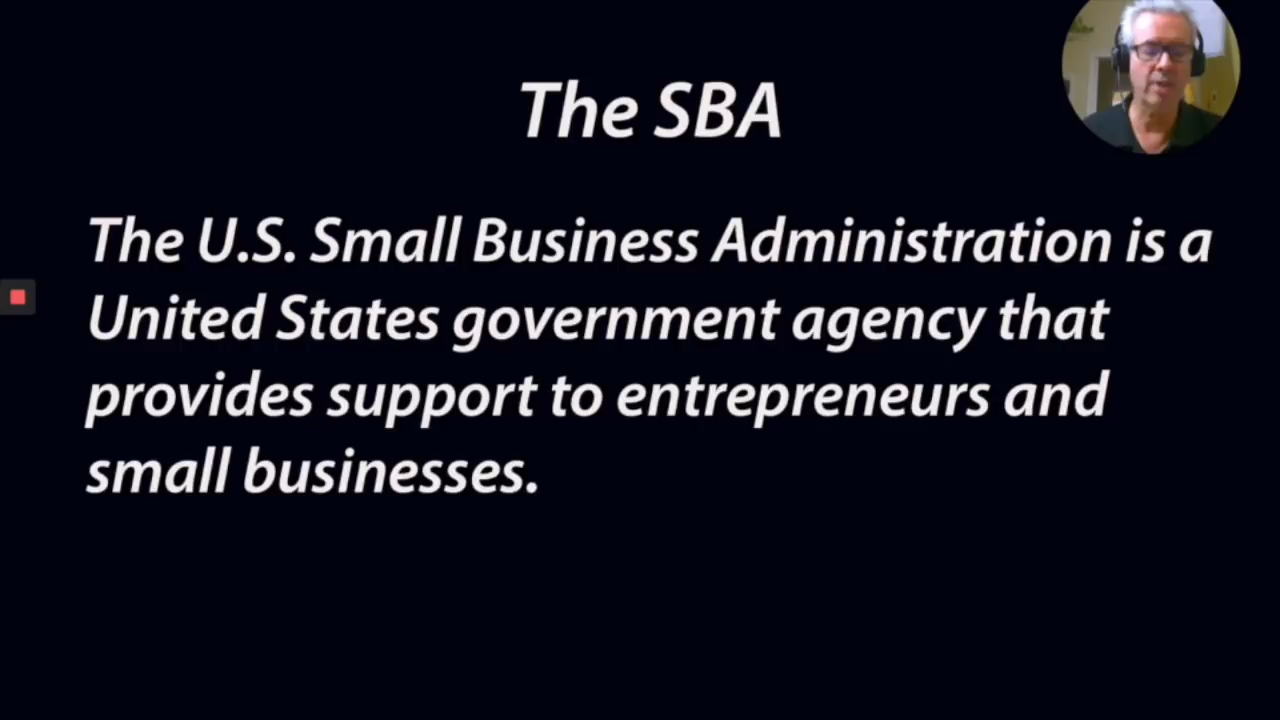 The SBA
The U.S. Small Business Administration is a
United States government agency that
provides support to entrepreneurs and
small businesses.